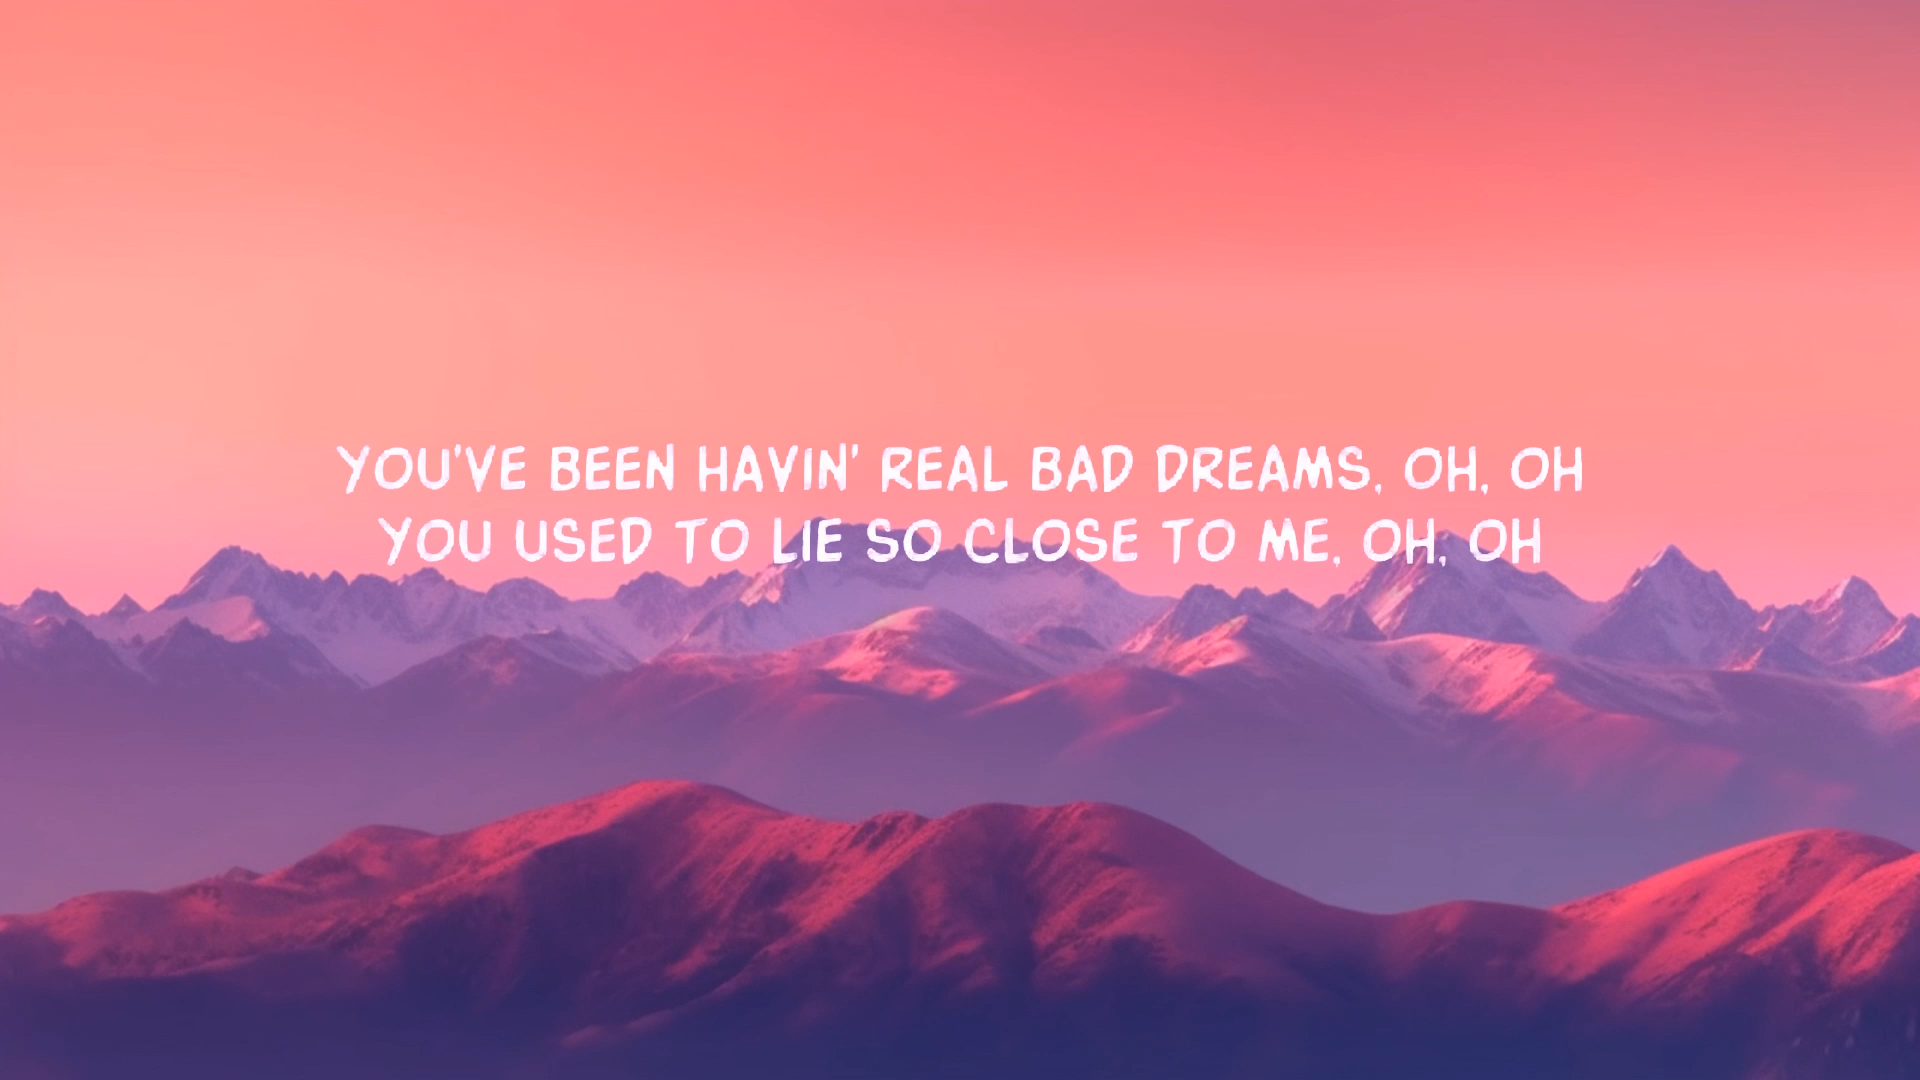 YOU'VE BEEN HAVIN' REAL BAD DREAMS, OH, OH
YOU USED TO LIE SO CLOSE TO ME, OH, OH